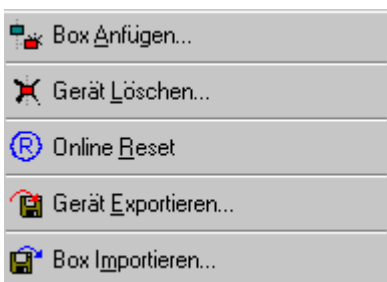 Box Anfügen...
Gerät Löschen...
® Online Reset
Gerät Exportieren...
Box Importieren...